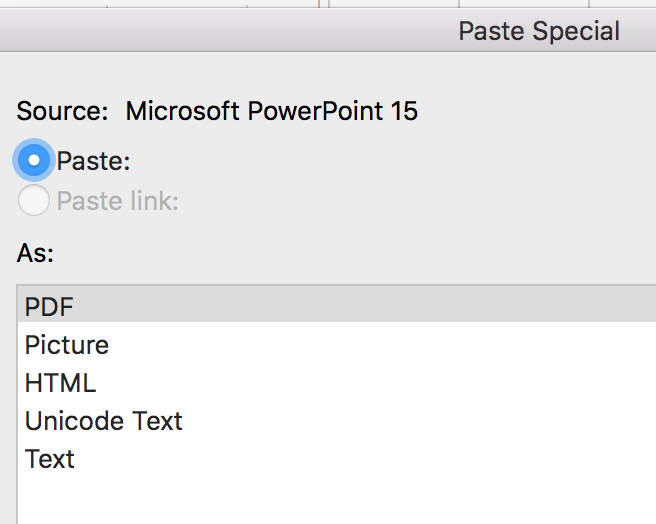 Paste Special
Source: Microsoft PowerPoint 15
Paste:
Paste link:
As:
PDF
Picture
HTML
Unicode Text
Text